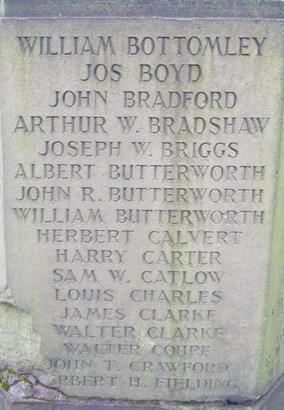 WILLIAM BOTTOMLEY
JOS BOYD
JOHN BRADFORD
ARTHUR W. BRADSHAW
JOSEPH W. BRIGGS
ALBERT BUTTERWORTH
JOHN R. BUTTERWORTH
WILLIAM BUTTERWORTH
HERBERT CALVERT
HARRY CARTER
SAM W. CATLOW
LOUIS CHARLES
JAMES CLARKE
WALTER CLARKE
WALTER COUPE
JOHN T. CRAWFORD
H. FIELDING